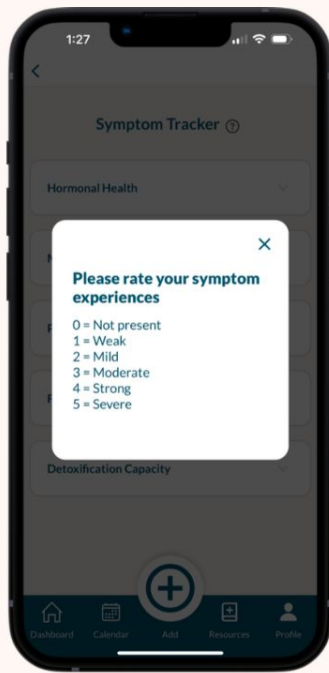 1:27
Symptom Tracker ?
Hormonal Health
Please rate your symptom
experiences
0 = Not present
1 = Weak
2 = Mild
3 = Moderate
4 = Strong
5 = Severe
Detoxification Capacity
Dashboard Calendar Add Resources Profile